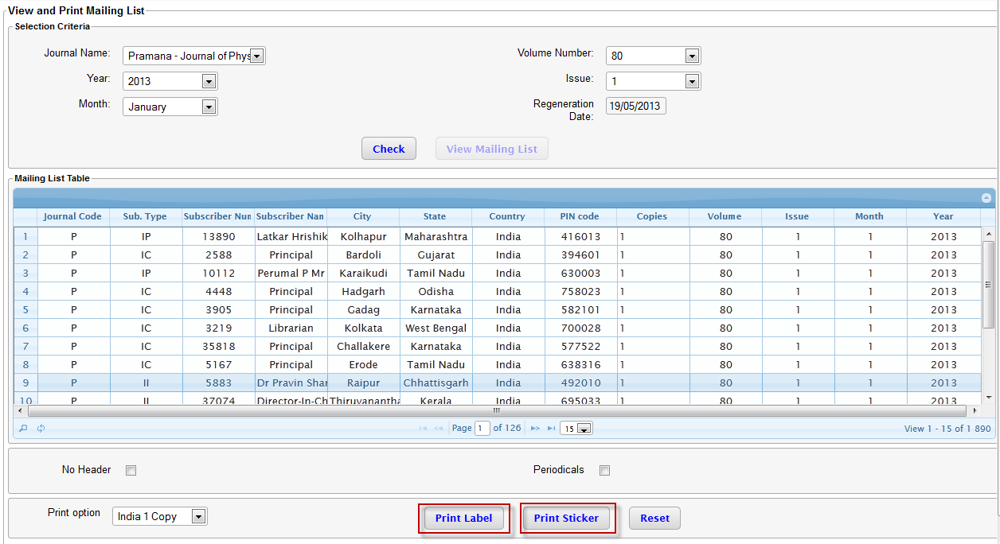 View and Print Mailing List
Selection Criteria
Journal Name: Pramana - Journal of Phys Volume Number: 80
Year: 2013 Issue: 1
Month: January Regeneration Date: 19/05/2013
Check View Mailing List
Mailing List Table
Journal Code Sub. Type Subscriber Num Subscriber Nan City State Country PIN code Copies Volume Issue Month Year
1 P IP 13890 Latkar Hrishik Kolhapur Maharashtra India 416013 1 80 1 1 2013
2 P IC 2588 Principal Bardoli Gujarat India 394601 1 80 1 1 2013
3 P IP 10112 Perumal P Mr Karaikudi Tamil Nadu India 630003 1 80 1 1 2013
4 P IC 4448 Principal Hadgarh Odisha India 758023 1 80 1 1 2013
5 P IC 3905 Principal Gadag Karnataka India 582101 1 80 1 1 2013
6 P IC 3219 Librarian Kolkata West Bengal India 700028 1 80 1 1 2013
7 P IC 35818 Principal Challakere Karnataka India 577522 1 80 1 1 2013
8 P IC 5167 Principal Erode Tamil Nadu India 638316 1 80 1 1 2013
9 P II 5883 Dr Pravin Shar Raipur Chhattisgarh India 492010 1 80 1 1 2013
10 P II 37074 Director-In-Ch Thiruvanantha Kerala India 695033 1 80 1 1 2013
Page 1 of 126 15 View 1 - 15 of 1 890
No Header Periodicals
Print option India 1 Copy Print Label Print Sticker Reset